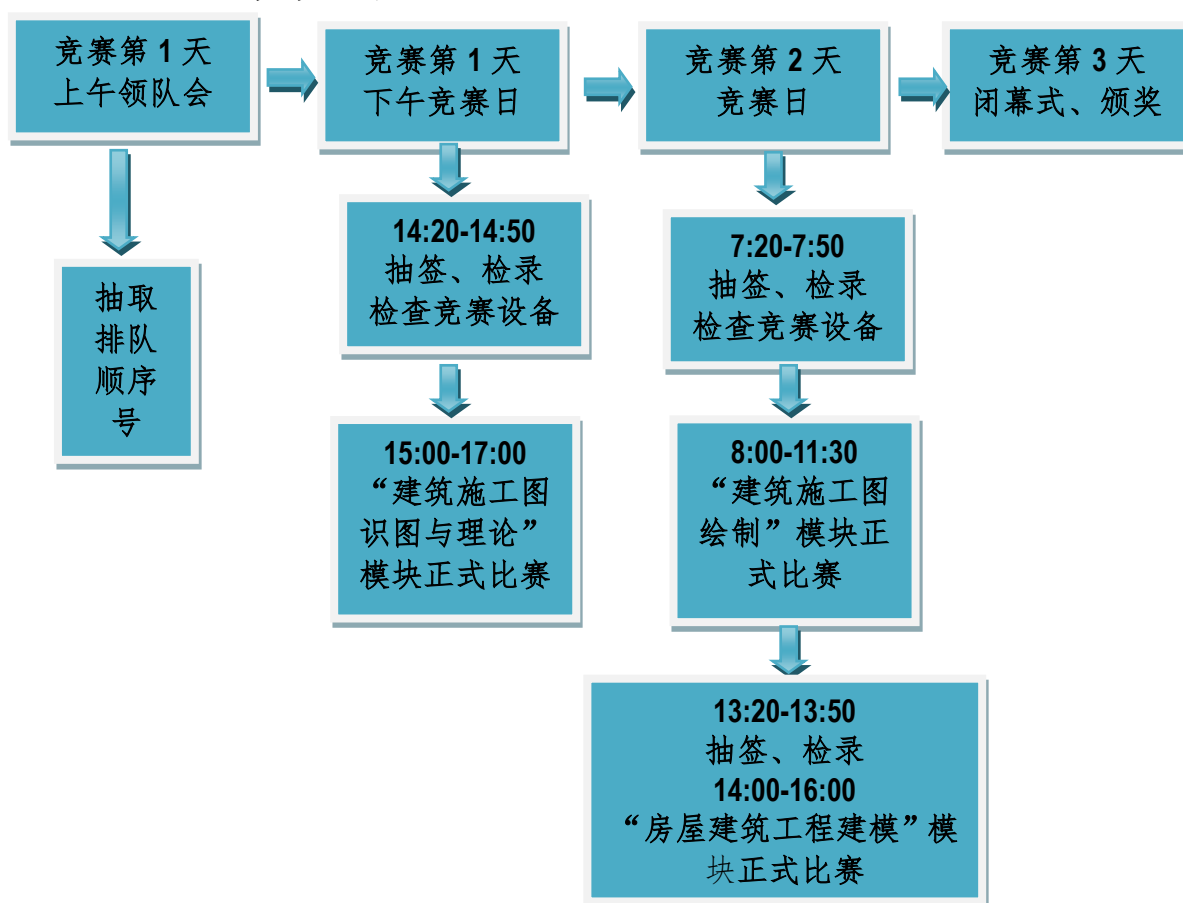 竞赛第 1 天
上午领队会
竞赛第 1 天
下午竞赛日
竞赛第 2 天
竞赛日
竞赛第 3 天
闭幕式、颁奖
抽取
排队
顺序
号
14:20-14:50
抽签、检录
检查竞赛设备
7:20-7:50
抽签、检录
检查竞赛设备
15:00-17:00
“建筑施工图
识图与理论”
模块正式比赛
8:00-11:30
“建筑施工图
绘制”模块正
式比赛
13:20-13:50
抽签、检录
14:00-16:00
“房屋建筑工程建模”模
块正式比赛